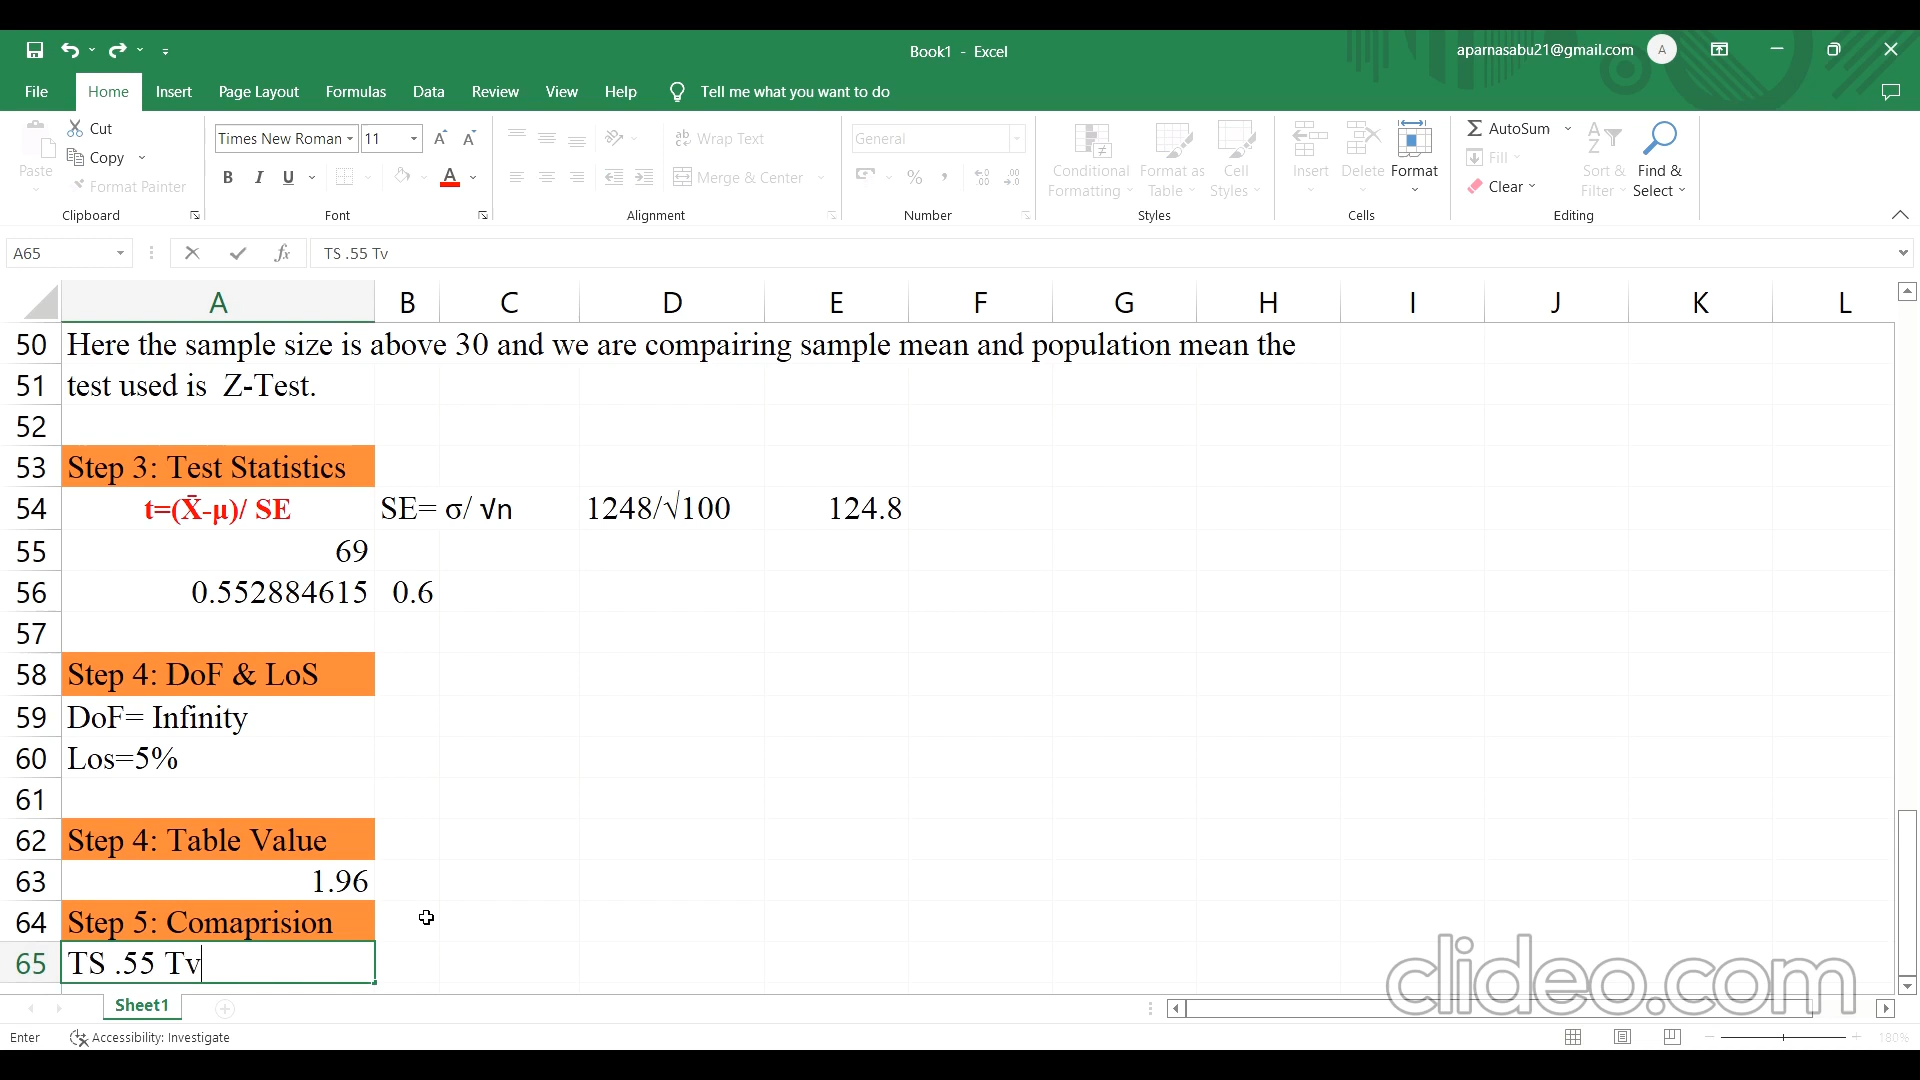 Book1 - Excel
aparnasabu21@gmail.com A
File Home Insert Page Layout Formulas Data Review View Help Tell me what you want to do
Paste
Cut
Copy
Format Painter
Clipboard
Times New Roman 11
B I U
Font
Wrap Text
Merge & Center
Alignment
General
Number
Conditional Formatting
Format as Table
Cell Styles
Styles
Insert Delete Format
Cells
AutoSum
Fill
Clear
Sort & Filter
Find & Select
Editing
A65 fx TS .55 Tv
A B C D E F G H I J K L
50 Here the sample size is above 30 and we are compairing sample mean and population mean the
51 test used is Z-Test.
52
53 Step 3: Test Statistics
54 t=(X̄-μ)/ SE SE= σ/ √n 1248/√100 124.8
55 69
56 0.552884615 0.6
57
58 Step 4: DoF & LoS
59 DoF= Infinity
60 Los=5%
61
62 Step 4: Table Value
63 1.96
64 Step 5: Comaprision
65 TS .55 Tv
clideo.com
Sheet1
Enter Accessibility: Investigate 180%